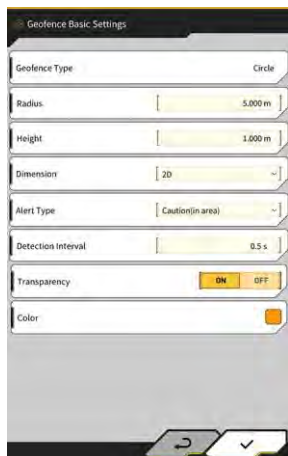 Geofence Basic Settings
Geofence Type Circle
Radius 5.000 m
Height 1.000 m
Dimension 2D
Alert Type Caution(in area)
Detection Interval 0.5 s
Transparency ON OFF
Color